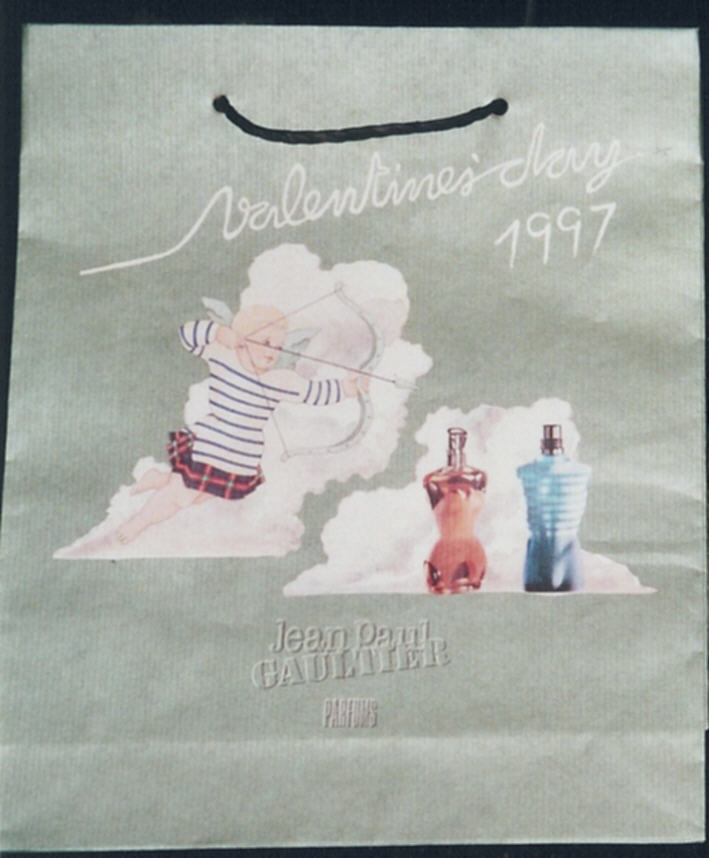 Valentine's day
1997
Jean Paul
GAULTIER
PARFUMS